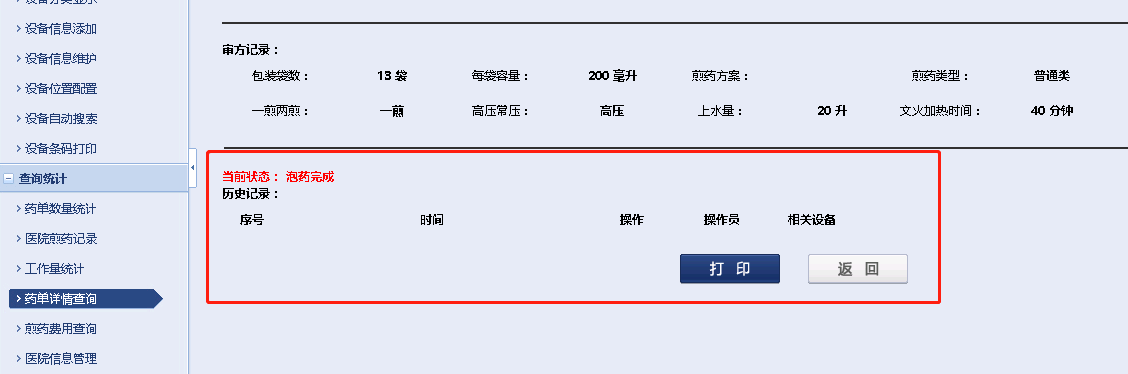 设备分类显示
设备信息添加
设备信息维护
设备位置配置
设备自动搜索
设备条码打印
查询统计
药单数量统计
医院煎药记录
工作量统计
药单详情查询
煎药费用查询
医院信息管理
审方记录：
包装袋数： 13 袋 每袋容量： 200 毫升 煎药方案： 煎药类型： 普通类
一煎两煎： 一煎 高压常压： 高压 上水量： 20 升 文火加热时间： 40 分钟
当前状态： 泡药完成
历史记录：
序号 时间 操作 操作员 相关设备
打 印 返 回